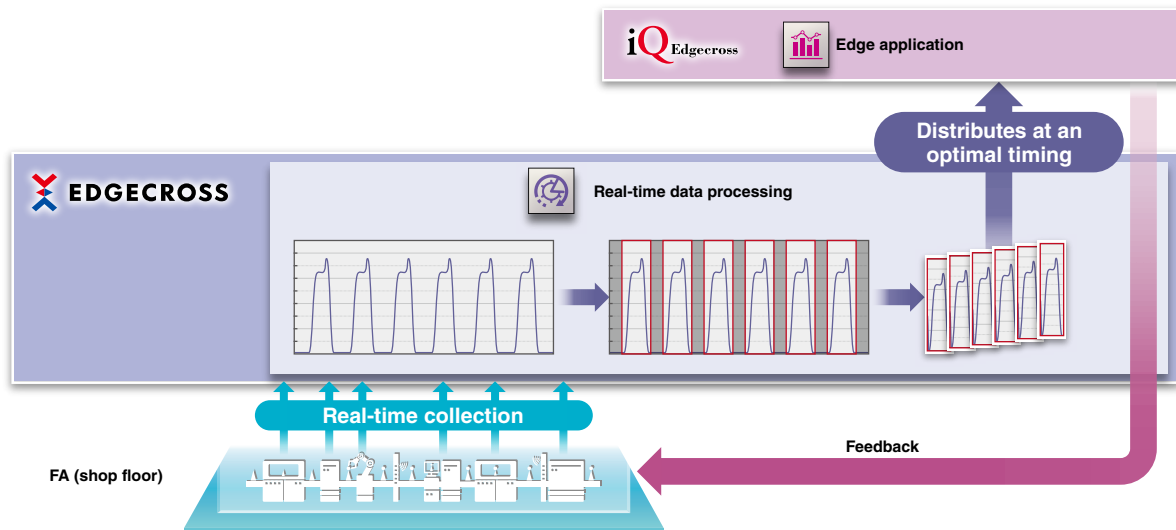 iQ Edgecross
Edge application
Distributes at an
optimal timing
EDGECROSS
Real-time data processing
Real-time collection
Feedback
FA (shop floor)